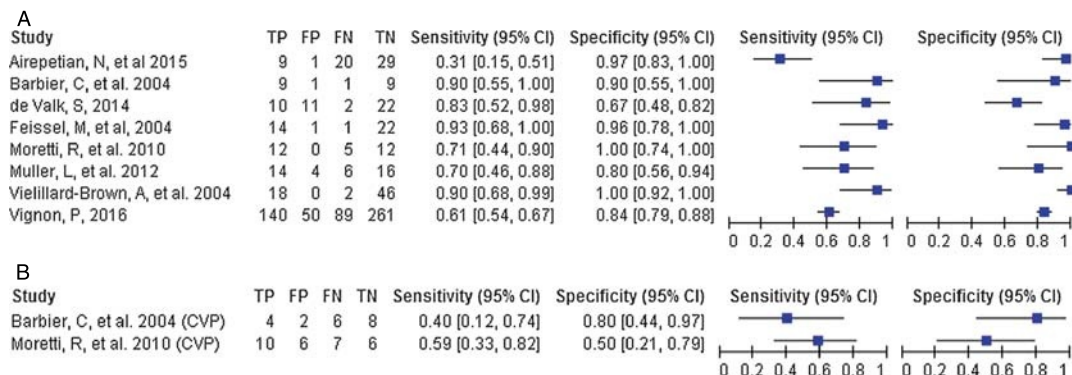 A
Study TP FP FN TN Sensitivity (95% CI) Specificity (95% CI) Sensitivity (95% CI) Specificity (95% CI)
Airepetian, N, et al 2015 9 1 20 29 0.31 [0.15, 0.51] 0.97 [0.83, 1.00]
Barbier, C, et al. 2004 9 1 1 9 0.90 [0.55, 1.00] 0.90 [0.55, 1.00]
de Valk, S, 2014 10 11 2 22 0.83 [0.52, 0.98] 0.67 [0.48, 0.82]
Feissel, M, et al, 2004 14 1 1 22 0.93 [0.68, 1.00] 0.96 [0.78, 1.00]
Moretti, R, et al. 2010 12 0 5 12 0.71 [0.44, 0.90] 1.00 [0.74, 1.00]
Muller, L, et al. 2012 14 4 6 16 0.70 [0.46, 0.88] 0.80 [0.56, 0.94]
Vielillard-Brown, A, et al. 2004 18 0 2 46 0.90 [0.68, 0.99] 1.00 [0.92, 1.00]
Vignon, P, 2016 140 50 89 261 0.61 [0.54, 0.67] 0.84 [0.79, 0.88]
0 0.2 0.4 0.6 0.8 1 0 0.2 0.4 0.6 0.8 1
B
Study TP FP FN TN Sensitivity (95% CI) Specificity (95% CI) Sensitivity (95% CI) Specificity (95% CI)
Barbier, C, et al. 2004 (CVP) 4 2 6 8 0.40 [0.12, 0.74] 0.80 [0.44, 0.97]
Moretti, R, et al. 2010 (CVP) 10 6 7 6 0.59 [0.33, 0.82] 0.50 [0.21, 0.79]
0 0.2 0.4 0.6 0.8 1 0 0.2 0.4 0.6 0.8 1